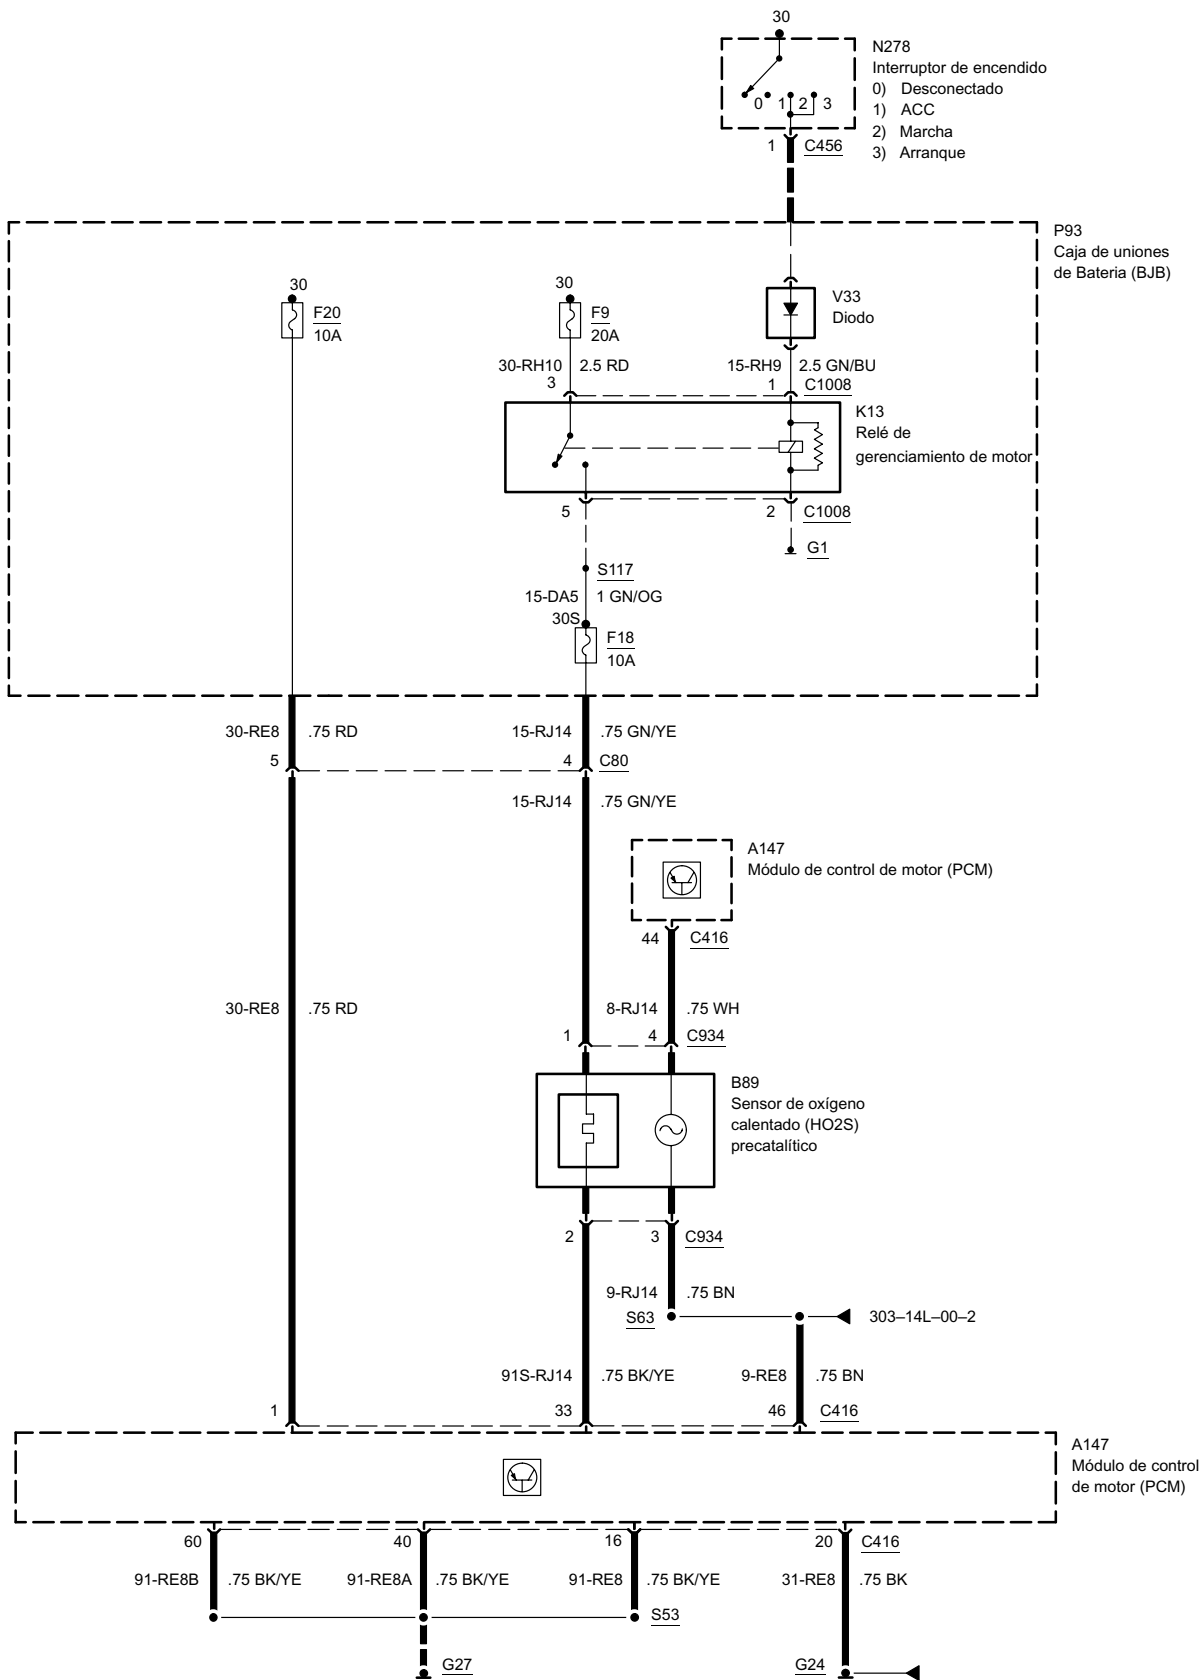 30
N278
Interruptor de encendido
0) Desconectado
1) ACC
2) Marcha
3) Arranque
0 1 2 3
1 C456
P93
Caja de uniones
de Bateria (BJB)
30
F20
10A
30
F9
20A
V33
Diodo
30-RH10 2.5 RD
15-RH9 2.5 GN/BU
3
1 C1008
K13
Relé de
gerenciamiento de motor
5
2 C1008
G1
S117
15-DA5 1 GN/OG
30S
F18
10A
30-RE8 .75 RD
15-RJ14 .75 GN/YE
5
4 C80
15-RJ14 .75 GN/YE
A147
Módulo de control de motor (PCM)
44 C416
30-RE8 .75 RD
8-RJ14 .75 WH
1
4 C934
B89
Sensor de oxígeno
calentado (HO2S)
precatalítico
2
3 C934
9-RJ14 .75 BN
S63
303–14L–00–2
91S-RJ14 .75 BK/YE
9-RE8 .75 BN
1
33
46 C416
A147
Módulo de control
de motor (PCM)
60
40
16
20 C416
91-RE8B .75 BK/YE
91-RE8A .75 BK/YE
91-RE8 .75 BK/YE
31-RE8 .75 BK
S53
G27
G24